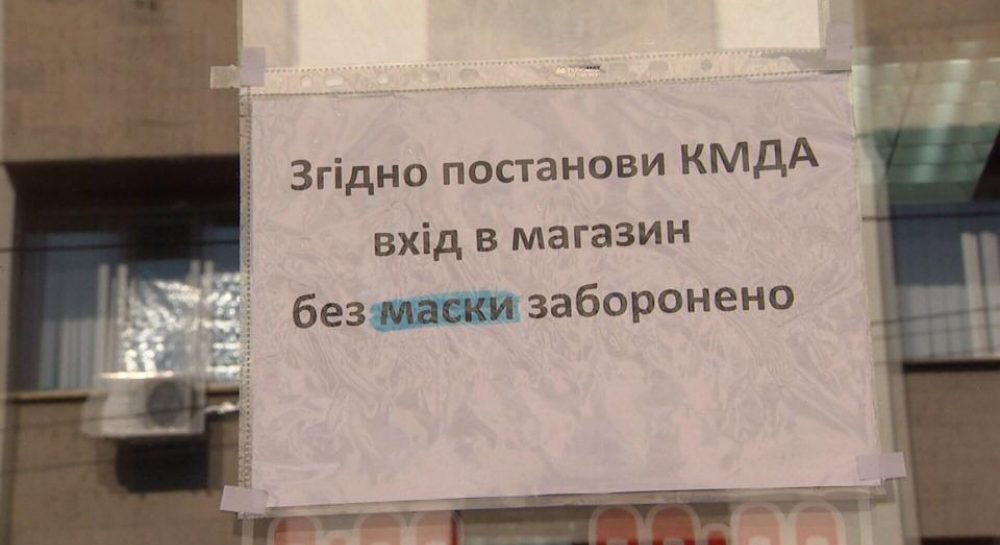 Згідно постанови КМДА
вхід в магазин
без маски заборонено